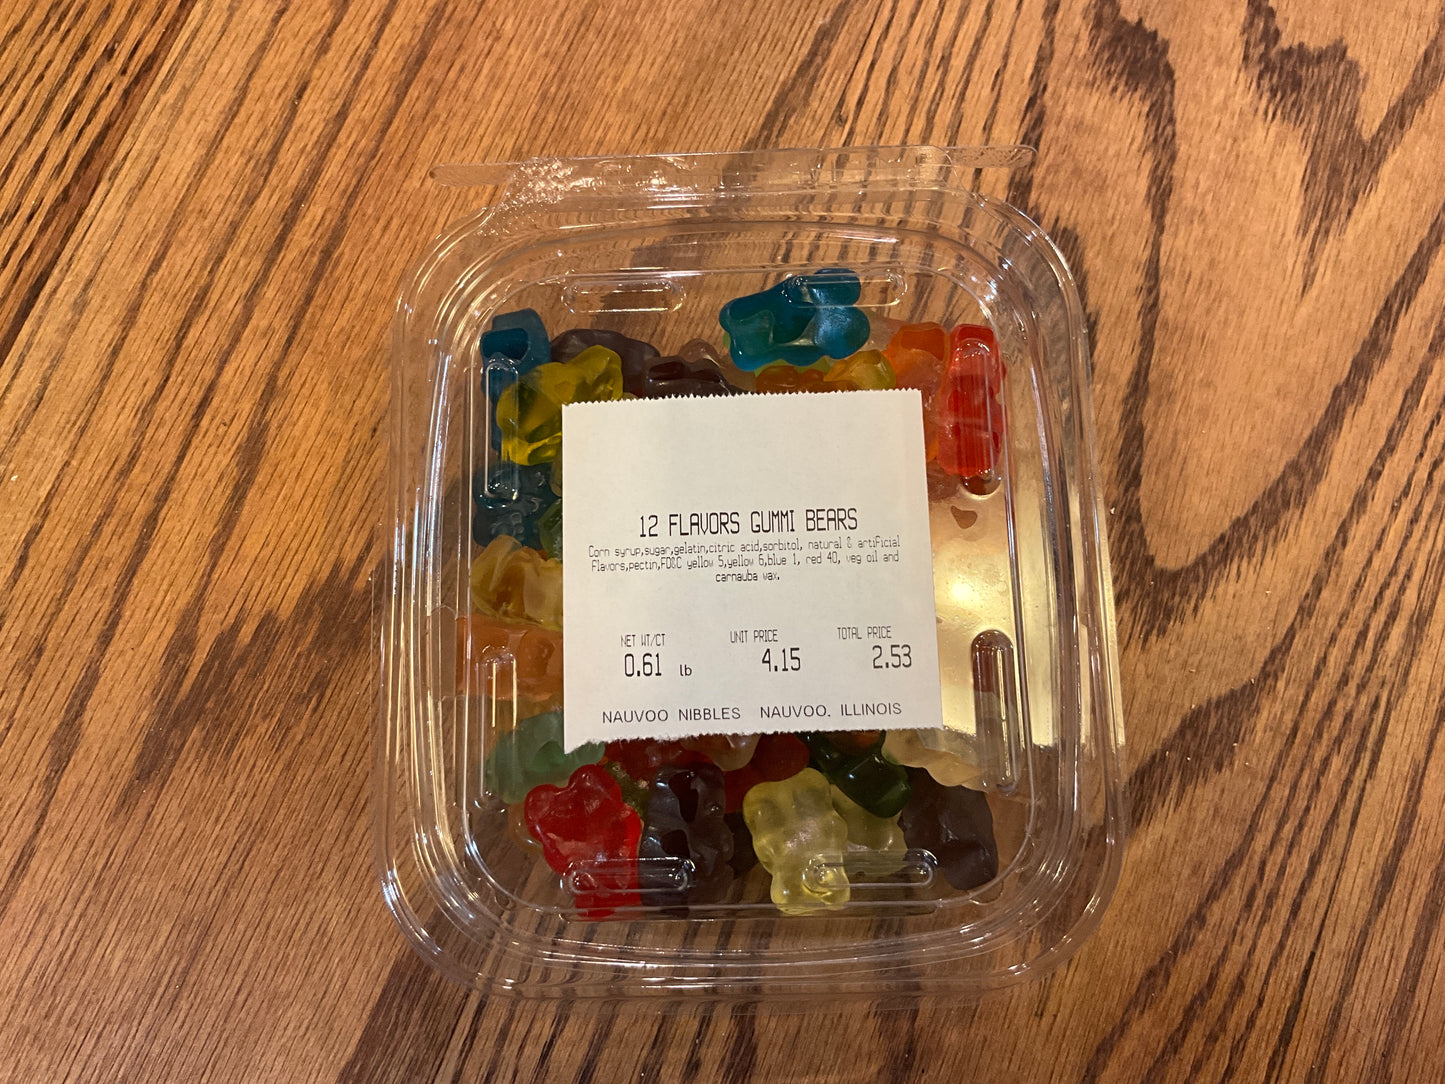 12 FLAVORS GUMMI BEARS
Corn syrup,sugar,gelatin,citric acid,sorbitol, natural & artificial
flavors,pectin,FD&C yellow 5,yellow 6,blue 1, red 40, veg oil and
carnauba wax.
NET WT/CT UNIT PRICE TOTAL PRICE
0.61 lb 4.15 2.53
NAUVOO NIBBLES NAUVOO, ILLINOIS